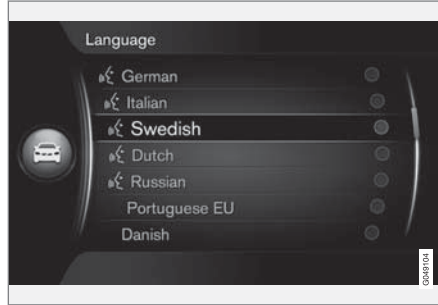 Language
German
Italian
Swedish
Dutch
Russian
Portuguese EU
Danish
G049104